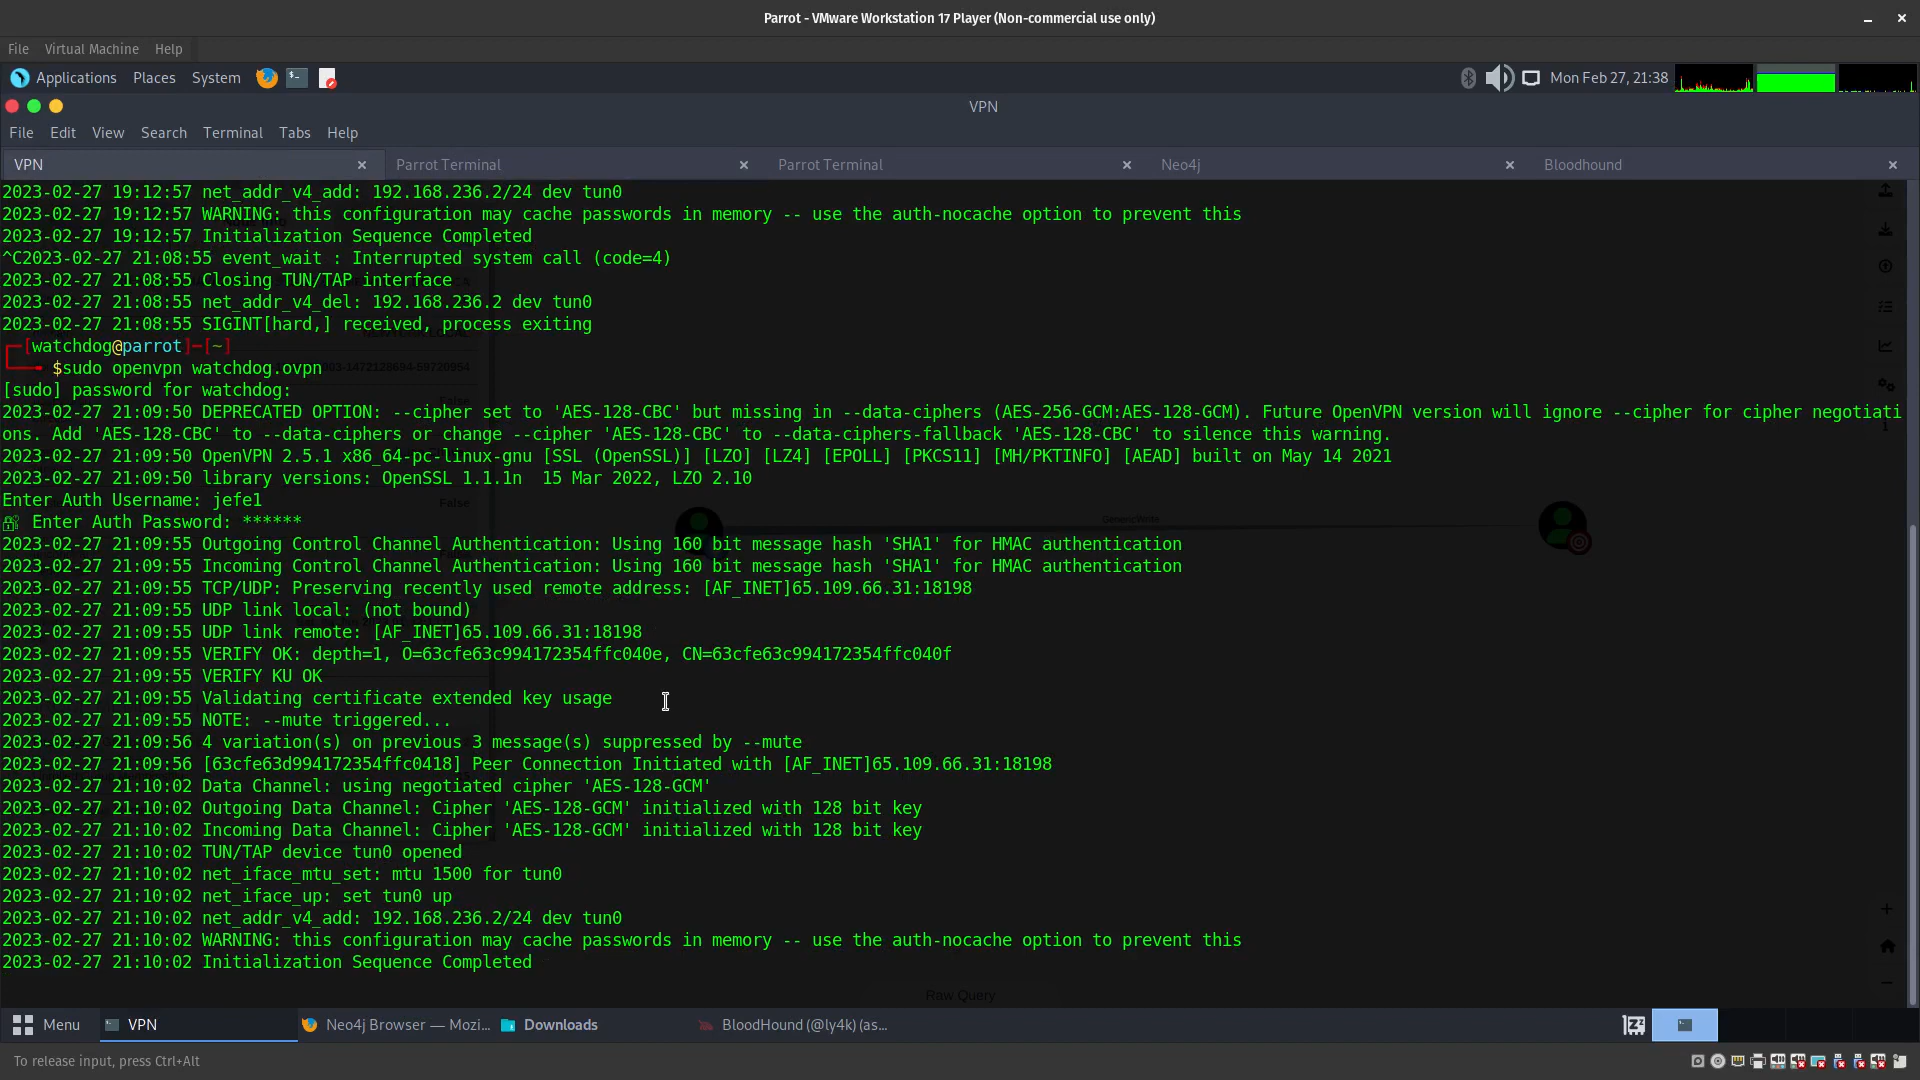 Parrot - VMware Workstation 17 Player (Non-commercial use only)
File Virtual Machine Help
Applications Places System Mon Feb 27, 21:38
VPN
File Edit View Search Terminal Tabs Help
VPN Parrot Terminal Parrot Terminal Neo4j Bloodhound
2023-02-27 19:12:57 net_addr_v4_add: 192.168.236.2/24 dev tun0
2023-02-27 19:12:57 WARNING: this configuration may cache passwords in memory -- use the auth-nocache option to prevent this
2023-02-27 19:12:57 Initialization Sequence Completed
^C2023-02-27 21:08:55 event_wait : Interrupted system call (code=4)
2023-02-27 21:08:55 Closing TUN/TAP interface
2023-02-27 21:08:55 net_addr_v4_del: 192.168.236.2 dev tun0
2023-02-27 21:08:55 SIGINT[hard,] received, process exiting
┌─[watchdog@parrot]─[~]
└──╼ $sudo openvpn watchdog.ovpn
003-1472128694-59720954
[sudo] password for watchdog:
False
2023-02-27 21:09:50 DEPRECATED OPTION: --cipher set to 'AES-128-CBC' but missing in --data-ciphers (AES-256-GCM:AES-128-GCM). Future OpenVPN version will ignore --cipher for cipher negotiati
ons. Add 'AES-128-CBC' to --data-ciphers or change --cipher 'AES-128-CBC' to --data-ciphers-fallback 'AES-128-CBC' to silence this warning.
2023-02-27 21:09:50 OpenVPN 2.5.1 x86_64-pc-linux-gnu [SSL (OpenSSL)] [LZO] [LZ4] [EPOLL] [PKCS11] [MH/PKTINFO] [AEAD] built on May 14 2021
2023-02-27 21:09:50 library versions: OpenSSL 1.1.1n  15 Mar 2022, LZO 2.10
Enter Auth Username: jefe1
False
🔐 Enter Auth Password: ******
GenericWrite
2023-02-27 21:09:55 Outgoing Control Channel Authentication: Using 160 bit message hash 'SHA1' for HMAC authentication
2023-02-27 21:09:55 Incoming Control Channel Authentication: Using 160 bit message hash 'SHA1' for HMAC authentication
2023-02-27 21:09:55 TCP/UDP: Preserving recently used remote address: [AF_INET]65.109.66.31:18198
2023-02-27 21:09:55 UDP link local: (not bound)
2023-02-27 21:09:55 UDP link remote: [AF_INET]65.109.66.31:18198
2023-02-27 21:09:55 VERIFY OK: depth=1, O=63cfe63c994172354ffc040e, CN=63cfe63c994172354ffc040f
2023-02-27 21:09:55 VERIFY KU OK
2023-02-27 21:09:55 Validating certificate extended key usage
2023-02-27 21:09:55 NOTE: --mute triggered...
2023-02-27 21:09:56 4 variation(s) on previous 3 message(s) suppressed by --mute
2023-02-27 21:09:56 [63cfe63d994172354ffc0418] Peer Connection Initiated with [AF_INET]65.109.66.31:18198
2023-02-27 21:10:02 Data Channel: using negotiated cipher 'AES-128-GCM'
2023-02-27 21:10:02 Outgoing Data Channel: Cipher 'AES-128-GCM' initialized with 128 bit key
2023-02-27 21:10:02 Incoming Data Channel: Cipher 'AES-128-GCM' initialized with 128 bit key
2023-02-27 21:10:02 TUN/TAP device tun0 opened
2023-02-27 21:10:02 net_iface_mtu_set: mtu 1500 for tun0
2023-02-27 21:10:02 net_iface_up: set tun0 up
2023-02-27 21:10:02 net_addr_v4_add: 192.168.236.2/24 dev tun0
2023-02-27 21:10:02 WARNING: this configuration may cache passwords in memory -- use the auth-nocache option to prevent this
2023-02-27 21:10:02 Initialization Sequence Completed
Raw Query
Menu VPN Neo4j Browser — Mozi... Downloads BloodHound (@ly4k) (as...
To release input, press Ctrl+Alt